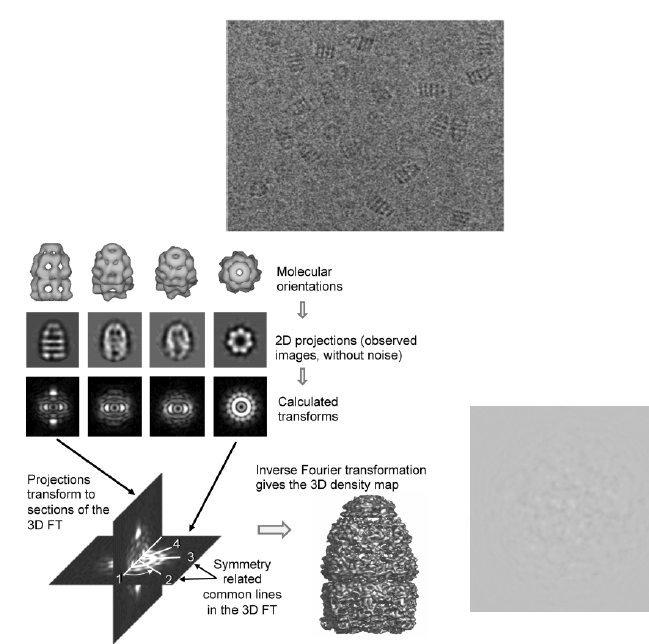 Molecular
orientations
2D projections (observed
images, without noise)
Calculated
transforms
Projections
transform to
sections of the
3D FT
Inverse Fourier transformation
gives the 3D density map
4
3
1
2
Symmetry
related
common lines
in the 3D FT